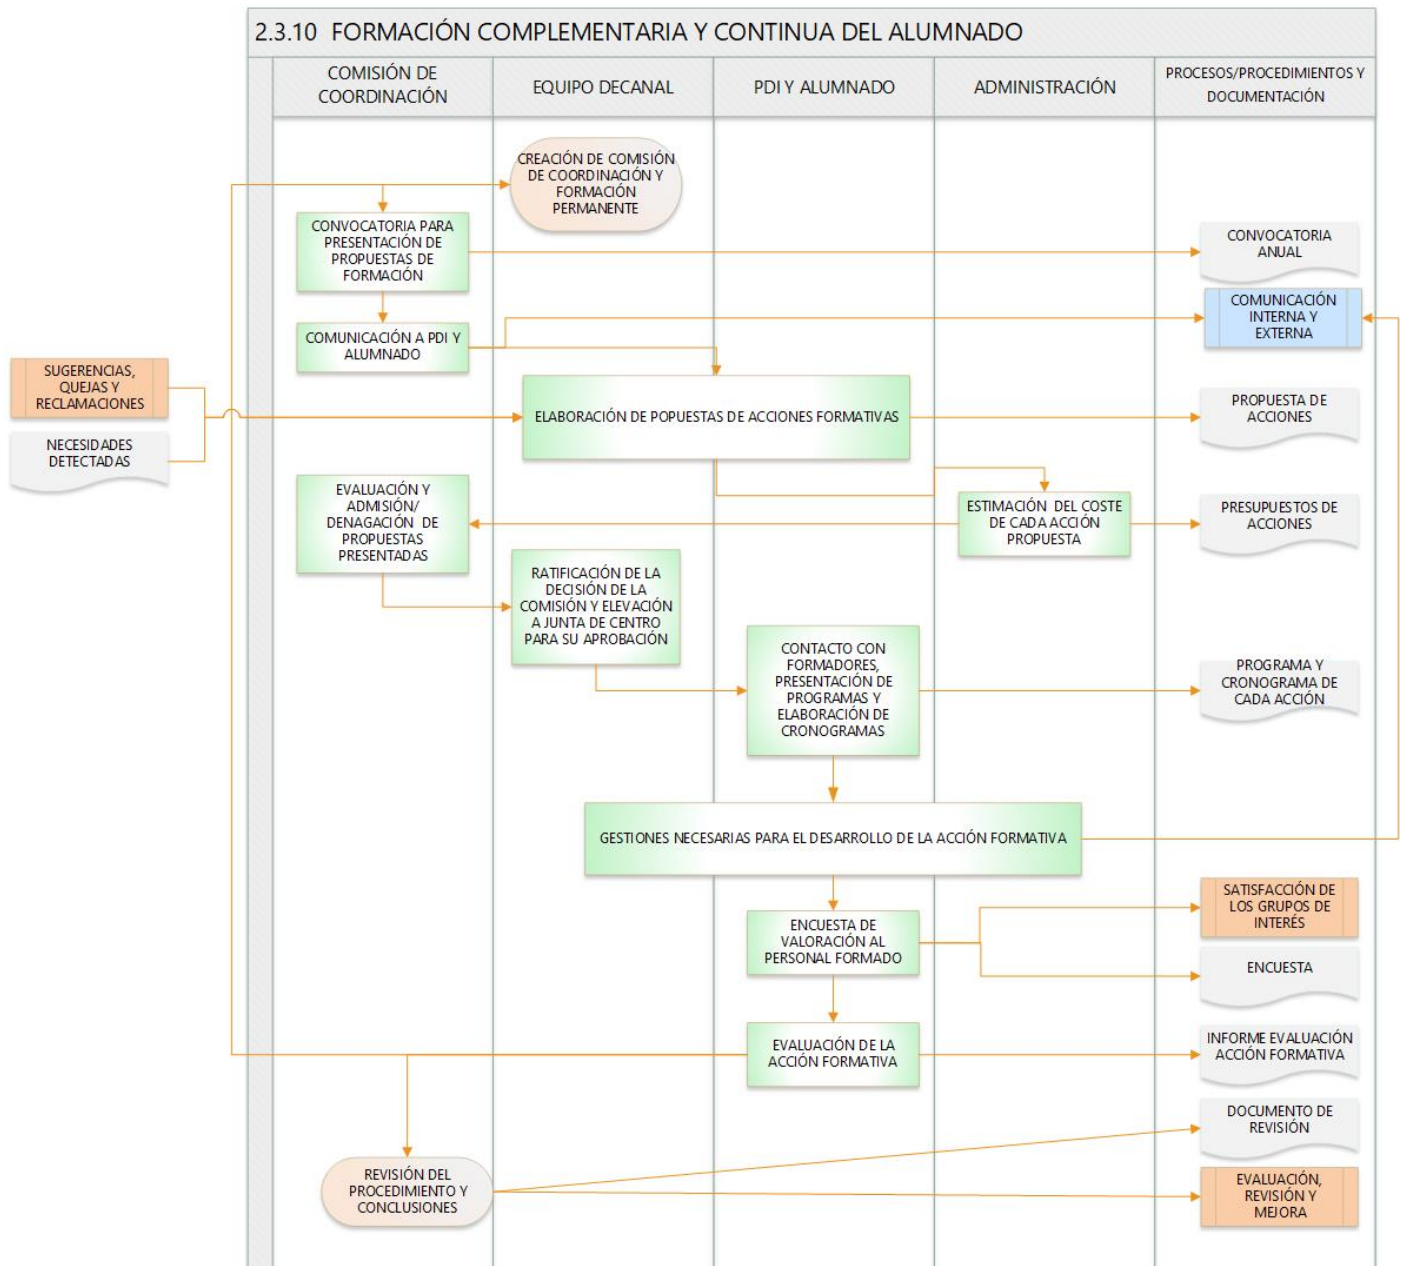 2.3.10 FORMACIÓN COMPLEMENTARIA Y CONTINUA DEL ALUMNADO
COMISIÓN DE
COORDINACIÓN
EQUIPO DECANAL
PDI Y ALUMNADO
ADMINISTRACIÓN
PROCESOS/PROCEDIMIENTOS Y
DOCUMENTACIÓN
CREACIÓN DE COMISIÓN
DE COORDINACIÓN Y
FORMACIÓN
PERMANENTE
CONVOCATORIA PARA
PRESENTACIÓN DE
PROPUESTAS DE
FORMACIÓN
CONVOCATORIA
ANUAL
COMUNICACIÓN A PDI Y
ALUMNADO
COMUNICACIÓN
INTERNA Y
EXTERNA
SUGERENCIAS,
QUEJAS Y
RECLAMACIONES
NECESIDADES
DETECTADAS
ELABORACIÓN DE POPUESTAS DE ACCIONES FORMATIVAS
PROPUESTA DE
ACCIONES
EVALUACIÓN Y
ADMISIÓN/
DENAGACIÓN DE
PROPUESTAS
PRESENTADAS
ESTIMACIÓN DEL COSTE
DE CADA ACCIÓN
PROPUESTA
PRESUPUESTOS DE
ACCIONES
RATIFICACIÓN DE LA
DECISIÓN DE LA
COMISIÓN Y ELEVACIÓN
A JUNTA DE CENTRO
PARA SU APROBACIÓN
CONTACTO CON
FORMADORES,
PRESENTACIÓN DE
PROGRAMAS Y
ELABORACIÓN DE
CRONOGRAMAS
PROGRAMA Y
CRONOGRAMA DE
CADA ACCIÓN
GESTIONES NECESARIAS PARA EL DESARROLLO DE LA ACCIÓN FORMATIVA
SATISFACCIÓN DE
LOS GRUPOS DE
INTERÉS
ENCUESTA DE
VALORACIÓN AL
PERSONAL FORMADO
ENCUESTA
EVALUACIÓN DE LA
ACCIÓN FORMATIVA
INFORME EVALUACIÓN
ACCIÓN FORMATIVA
DOCUMENTO DE
REVISIÓN
REVISIÓN DEL
PROCEDIMIENTO Y
CONCLUSIONES
EVALUACIÓN,
REVISIÓN Y
MEJORA